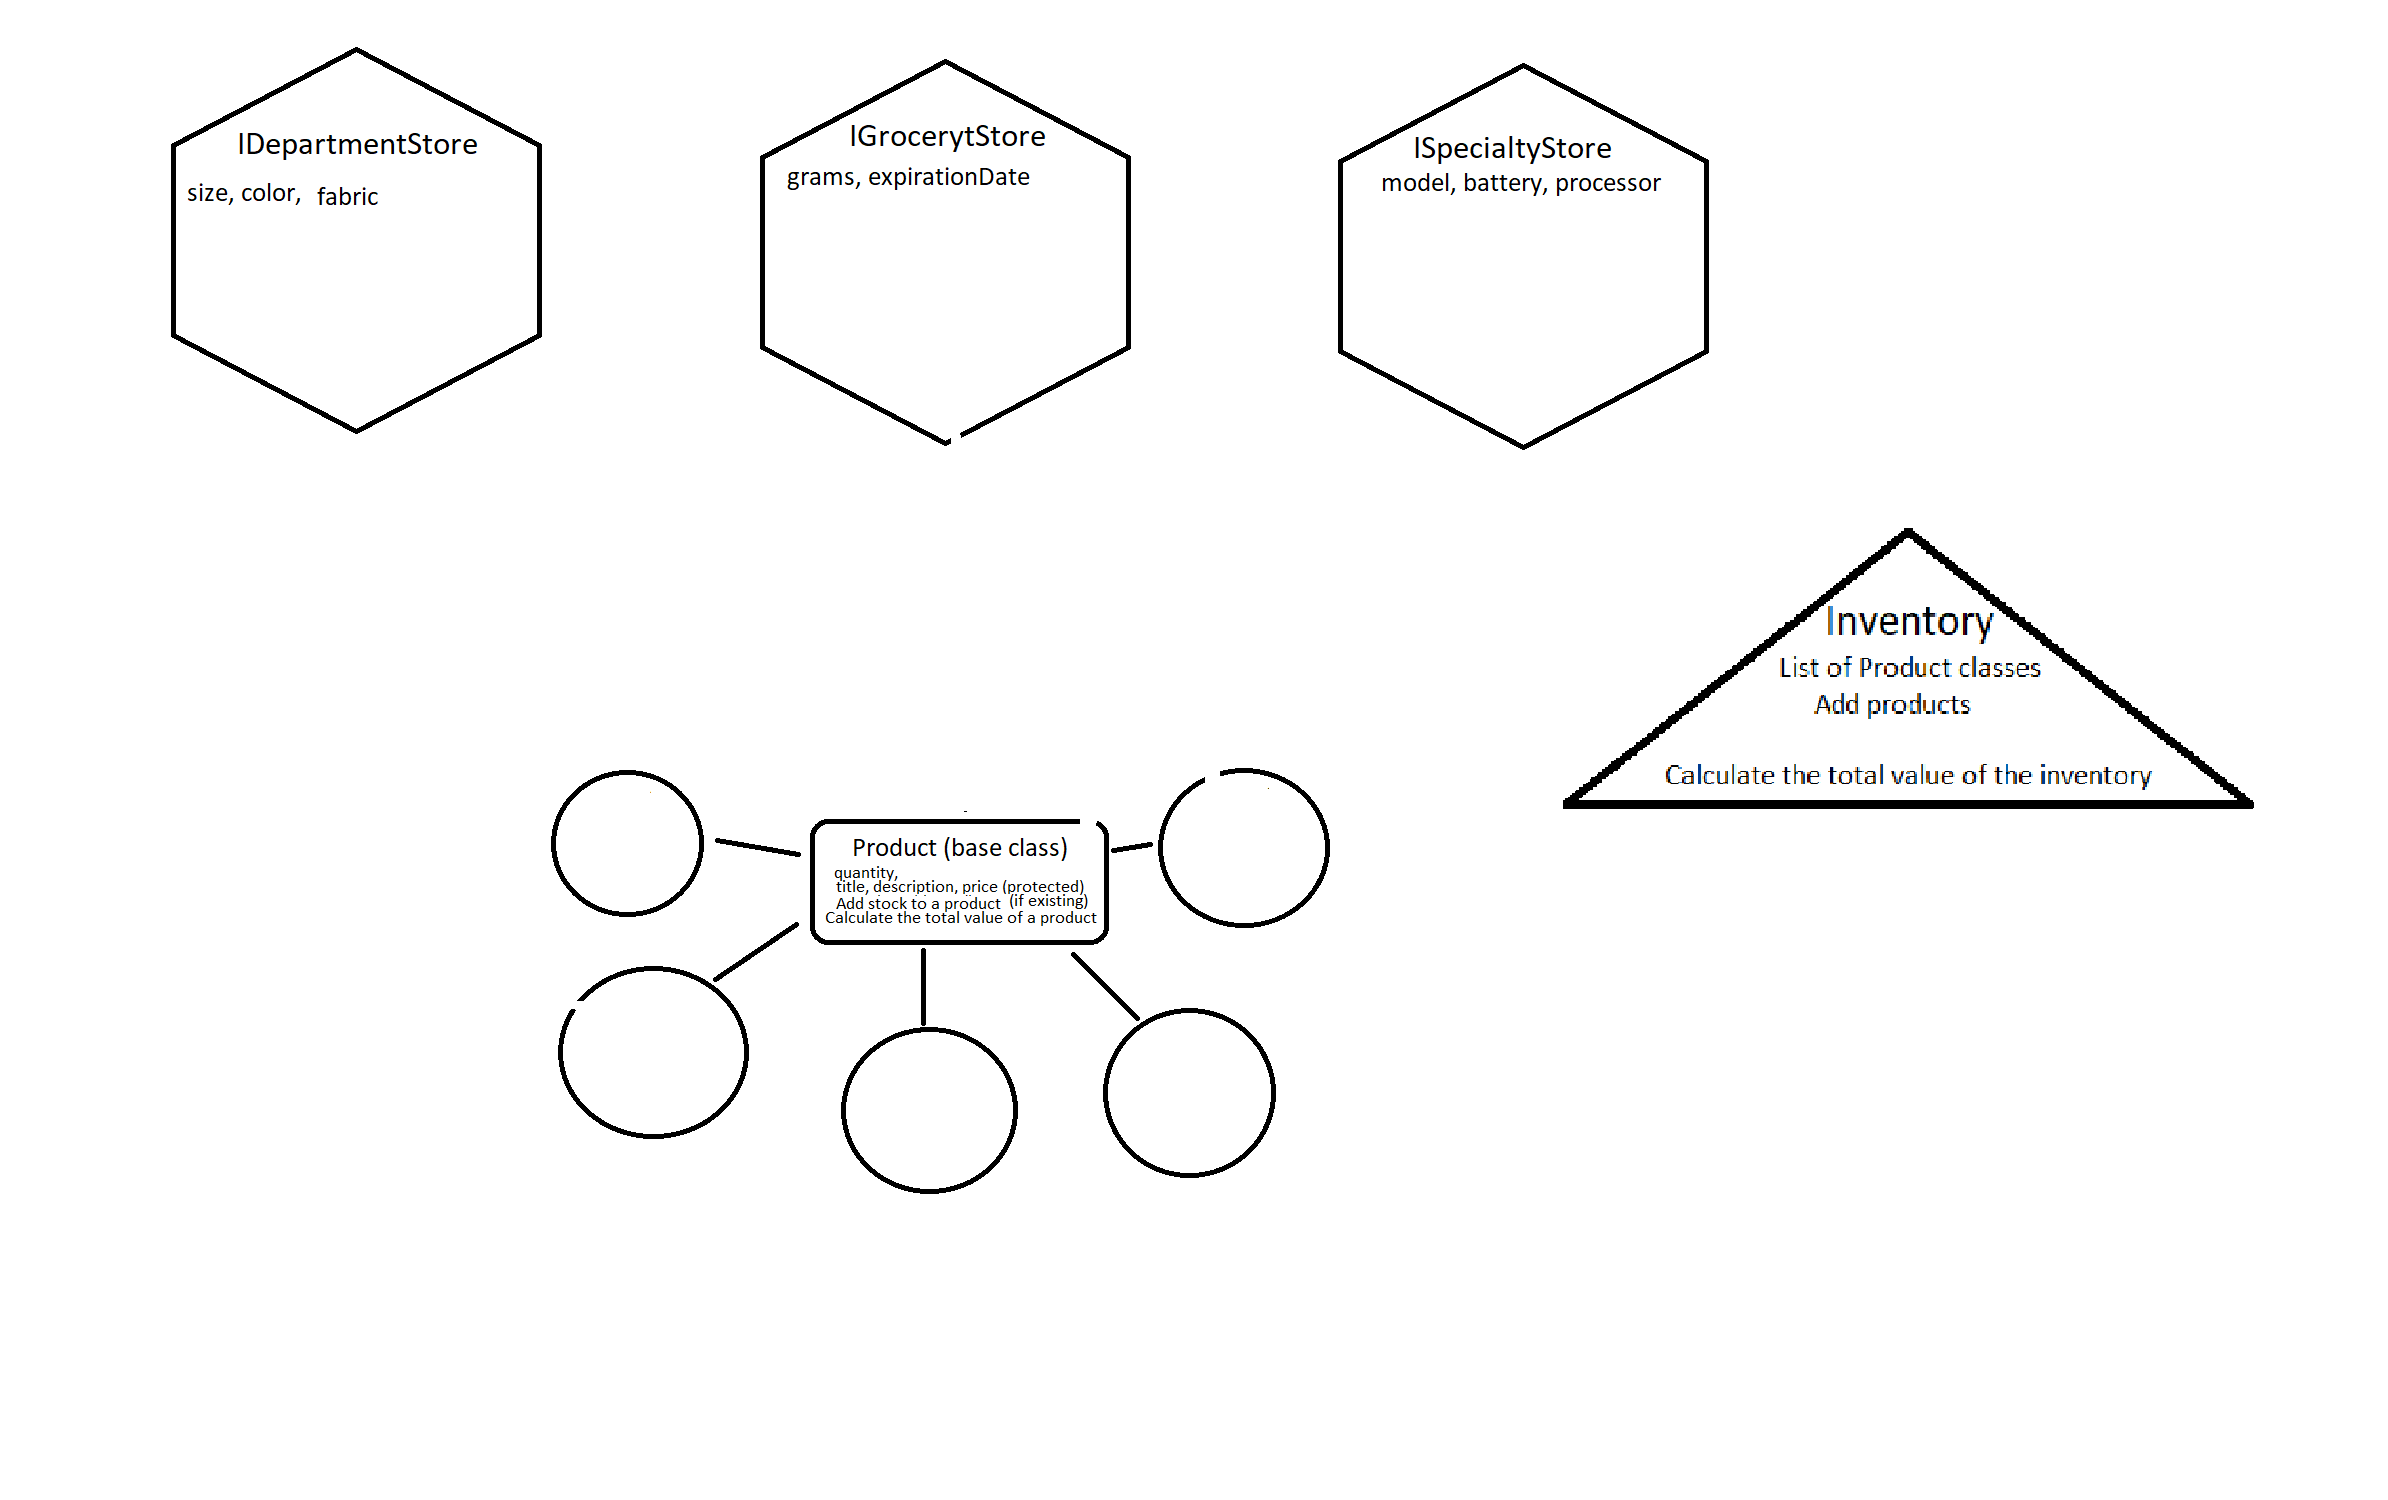 IDepartmentStore
size, color, fabric
IGrocerytStore
grams, expirationDate
ISpecialtyStore
model, battery, processor
Inventory
List of Product classes
Add products
Calculate the total value of the inventory
Product (base class)
quantity,
title, description, price (protected)
Add stock to a product (if existing)
Calculate the total value of a product